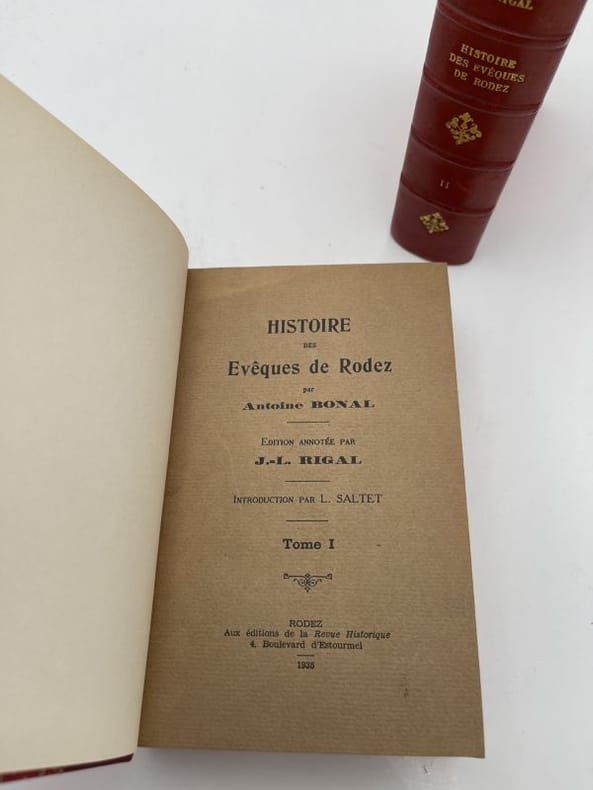 RIGAL
HISTOIRE
DES EVÊQUES
DE RODEZ
II
HISTOIRE
DES
Evêques de Rodez
par
Antoine BONAL
EDITION ANNOTÉE PAR
J.-L. RIGAL
INTRODUCTION PAR L. SALTET
Tome I
RODEZ
Aux éditions de la Revue Historique
4, Boulevard d'Estourmel
1935